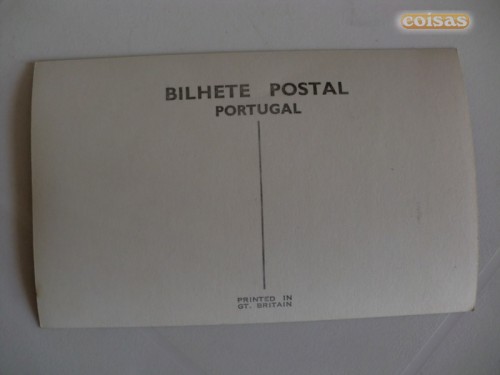 coisas
BILHETE POSTAL
PORTUGAL
PRINTED IN
GT. BRITAIN